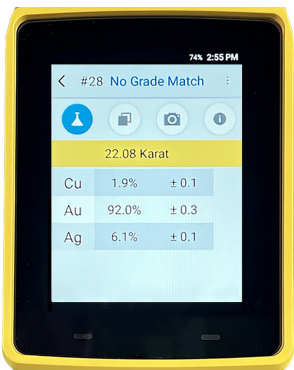 74% 2:55 PM
#28 No Grade Match
22.08 Karat
Cu 1.9% ± 0.1
Au 92.0% ± 0.3
Ag 6.1% ± 0.1